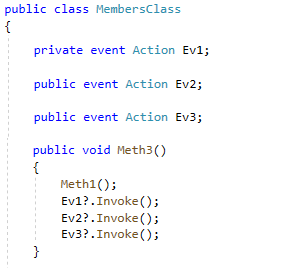 public class MembersClass
{
private event Action Ev1;
public event Action Ev2;
public event Action Ev3;
public void Meth3()
{
Meth1();
Ev1?.Invoke();
Ev2?.Invoke();
Ev3?.Invoke();
}